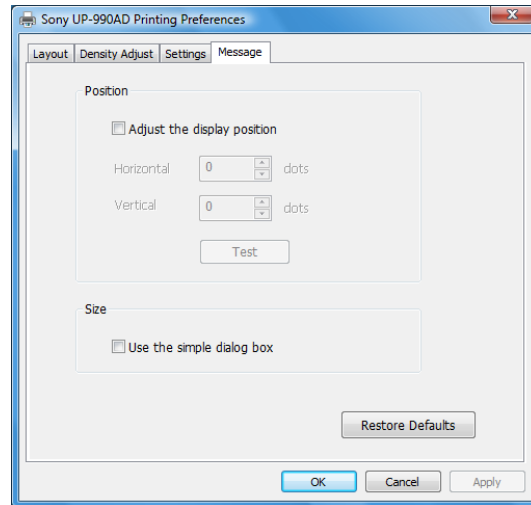 Sony UP-990AD Printing Preferences
Layout Density Adjust Settings Message
Position
Adjust the display position
Horizontal 0 dots
Vertical 0 dots
Test
Size
Use the simple dialog box
Restore Defaults
OK Cancel Apply